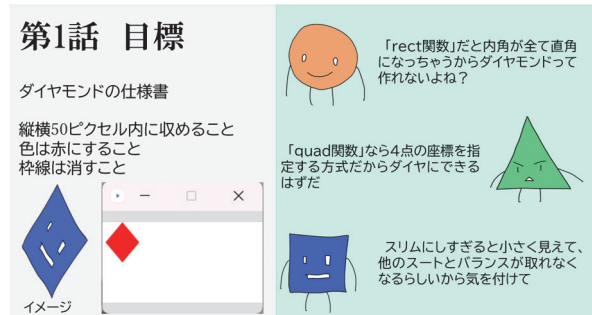 第1話 目標
ダイヤモンドの仕様書
縦横50ピクセル内に収めること
色は赤にすること
枠線は消すこと
イメージ
「rect関数」だと内角が全て直角
になっちゃうからダイヤモンドって
作れないよね？
「quad関数」なら4点の座標を指
定する方式だからダイヤにできる
はずだ
スリムにしすぎると小さく見えて、
他のスートとバランスが取れなく
なるらしいから気を付けて